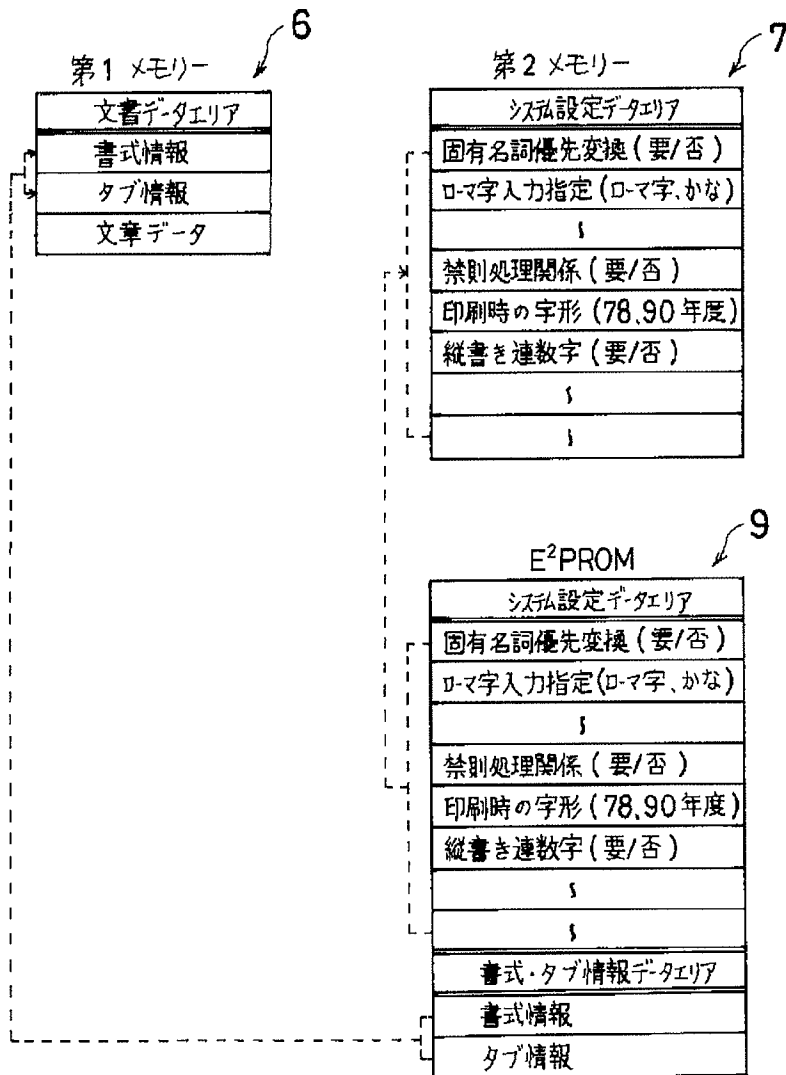 6
第1 メモリー
文書データエリア
書式情報
タブ情報
文章データ
7
第2 メモリー
システム設定データエリア
固有名詞優先変換(要/否)
ローマ字入力指定(ローマ字、かな)
禁則処理関係(要/否)
印刷時の字形(78、90年度)
縦書き連数字(要/否)
9
E²PROM
システム設定データエリア
固有名詞優先変換(要/否)
ローマ字入力指定(ローマ字、かな)
禁則処理関係(要/否)
印刷時の字形(78、90年度)
縦書き連数字(要/否)
書式・タブ情報データエリア
書式情報
タブ情報